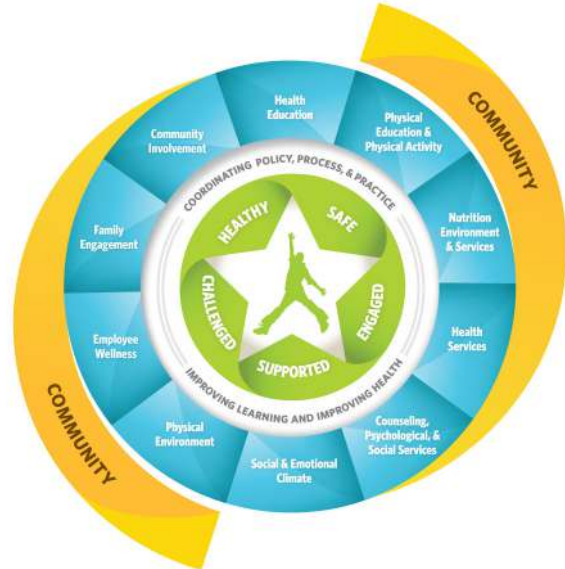 COMMUNITY
Health
Education
Physical
Education &
Physical Activity
Nutrition
Environment
& Services
Health
Services
Counseling,
Psychological, &
Social Services
Social & Emotional
Climate
Physical
Environment
Employee
Wellness
Family
Engagement
Community
Involvement
COORDINATING POLICY, PROCESS, & PRACTICE
IMPROVING LEARNING AND IMPROVING HEALTH
HEALTHY
SAFE
ENGAGED
SUPPORTED
CHALLENGED
COMMUNITY